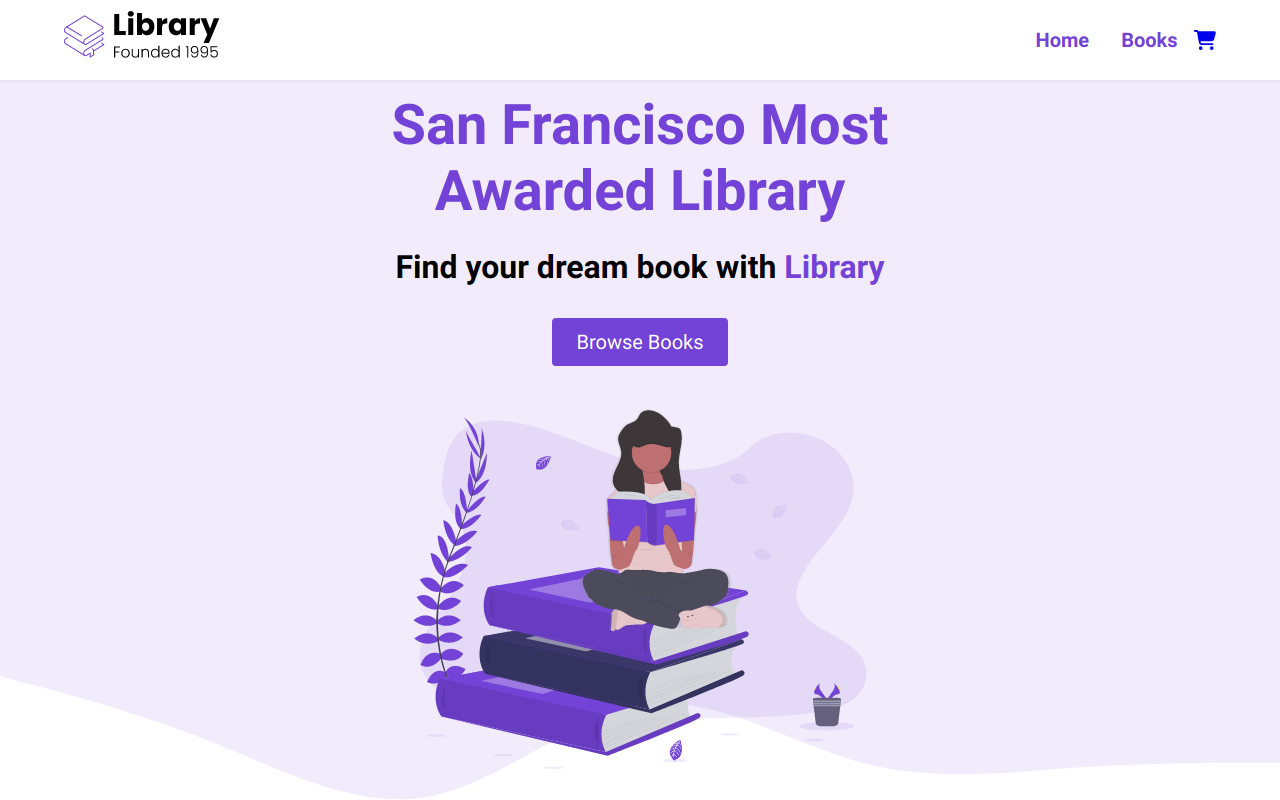 Library
Founded 1995
Home
Books
San Francisco Most
Awarded Library
Find your dream book with Library
Browse Books